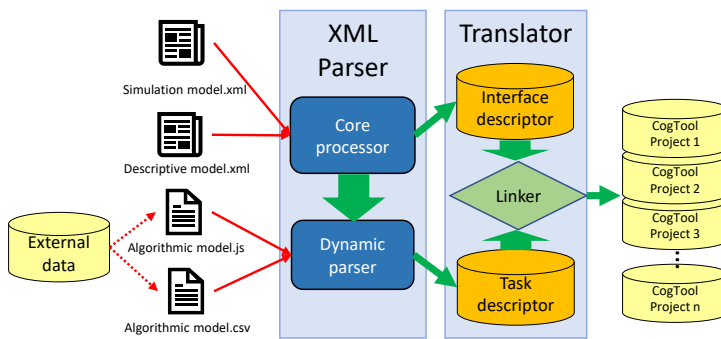 XML
Parser
Translator
Simulation model.xml
Descriptive model.xml
Algorithmic model.js
Algorithmic model.csv
External
data
Core
processor
Dynamic
parser
Interface
descriptor
Linker
Task
descriptor
CogTool
Project 1
CogTool
Project 2
CogTool
Project 3
CogTool
Project n